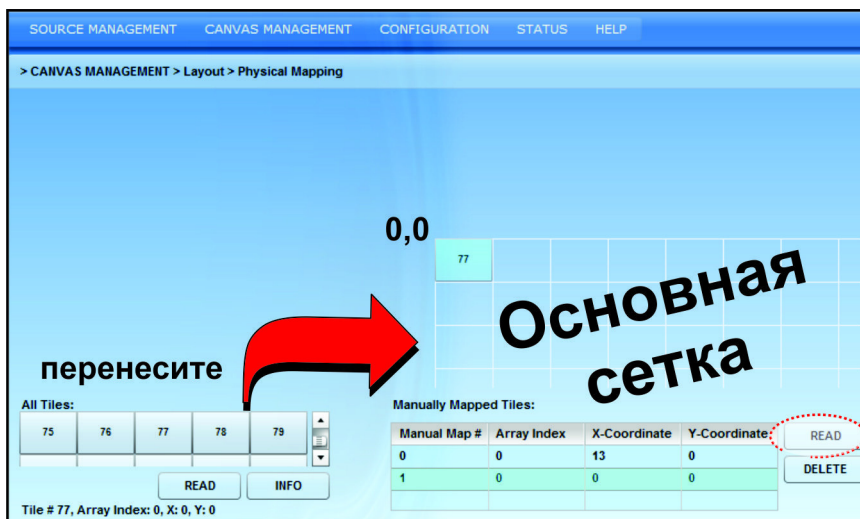 SOURCE MANAGEMENT CANVAS MANAGEMENT CONFIGURATION STATUS HELP
> CANVAS MANAGEMENT > Layout > Physical Mapping
0,0
77
Основная
сетка
перенесите
All Tiles:
75 76 77 78 79
READ INFO
Tile # 77, Array Index: 0, X: 0, Y: 0
Manually Mapped Tiles:
Manual Map # Array Index X-Coordinate Y-Coordinate
0 0 13 0
1 0 0 0
READ
DELETE